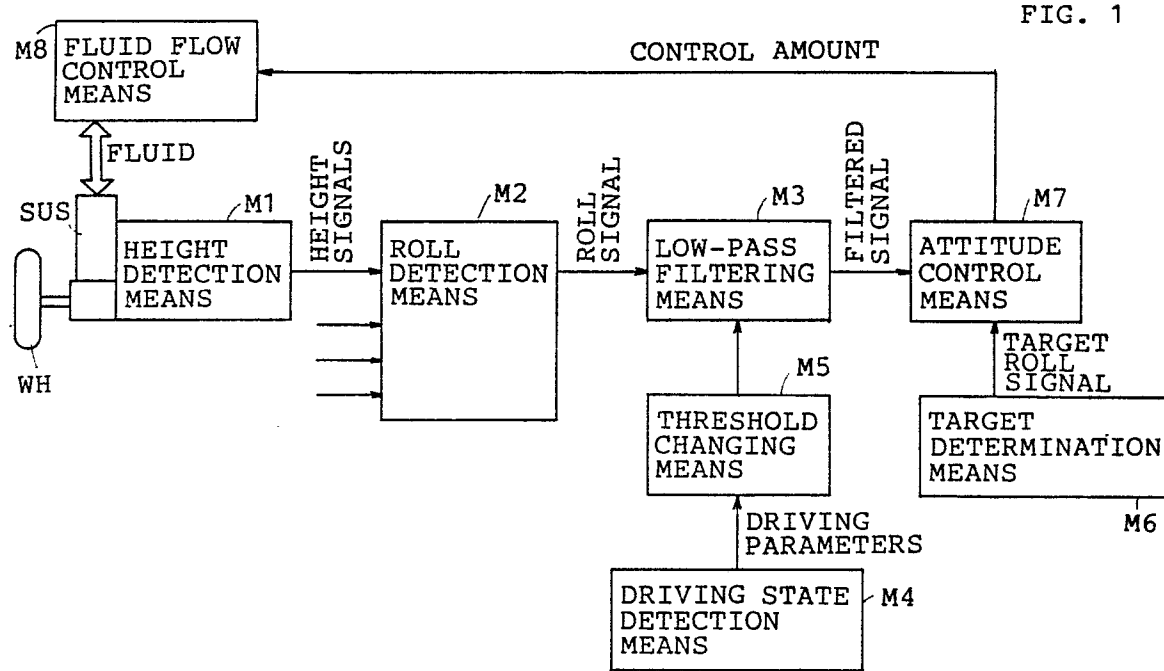 FIG. 1
M8
FLUID FLOW
CONTROL
MEANS
CONTROL AMOUNT
FLUID
SUS
WH
M1
HEIGHT
DETECTION
MEANS
HEIGHT
SIGNALS
M2
ROLL
DETECTION
MEANS
ROLL
SIGNAL
M3
LOW-PASS
FILTERING
MEANS
FILTERED
SIGNAL
M7
ATTITUDE
CONTROL
MEANS
TARGET
ROLL
SIGNAL
M5
THRESHOLD
CHANGING
MEANS
TARGET
DETERMINATION
MEANS
M6
DRIVING
PARAMETERS
DRIVING STATE
DETECTION
MEANS
M4